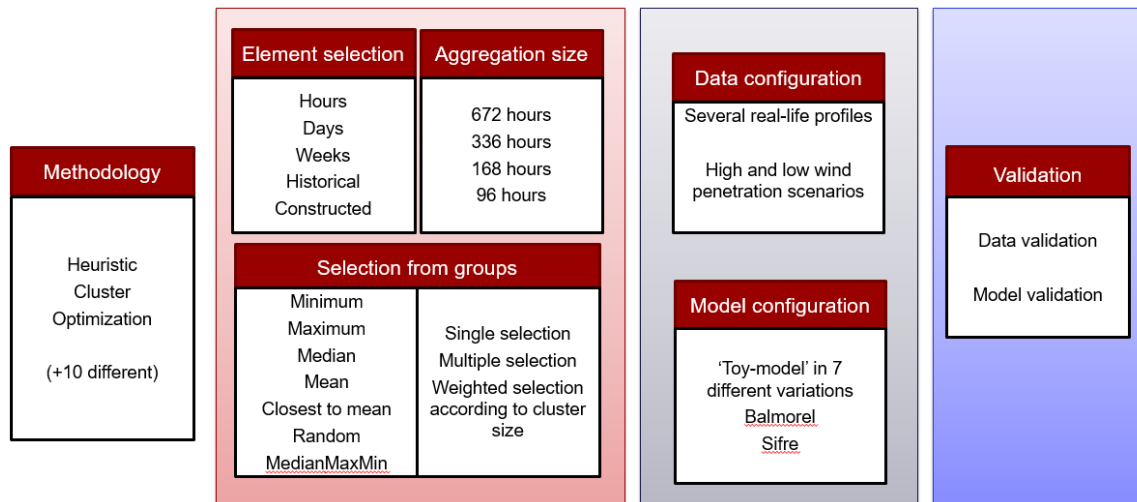 Methodology
Heuristic
Cluster
Optimization
(+10 different)
Element selection
Hours
Days
Weeks
Historical
Constructed
Aggregation size
672 hours
336 hours
168 hours
96 hours
Selection from groups
Minimum
Maximum
Median
Mean
Closest to mean
Random
MedianMaxMin
Single selection
Multiple selection
Weighted selection
according to cluster
size
Data configuration
Several real-life profiles
High and low wind
penetration scenarios
Model configuration
‘Toy-model’ in 7
different variations
Balmorel
Sifre
Validation
Data validation
Model validation